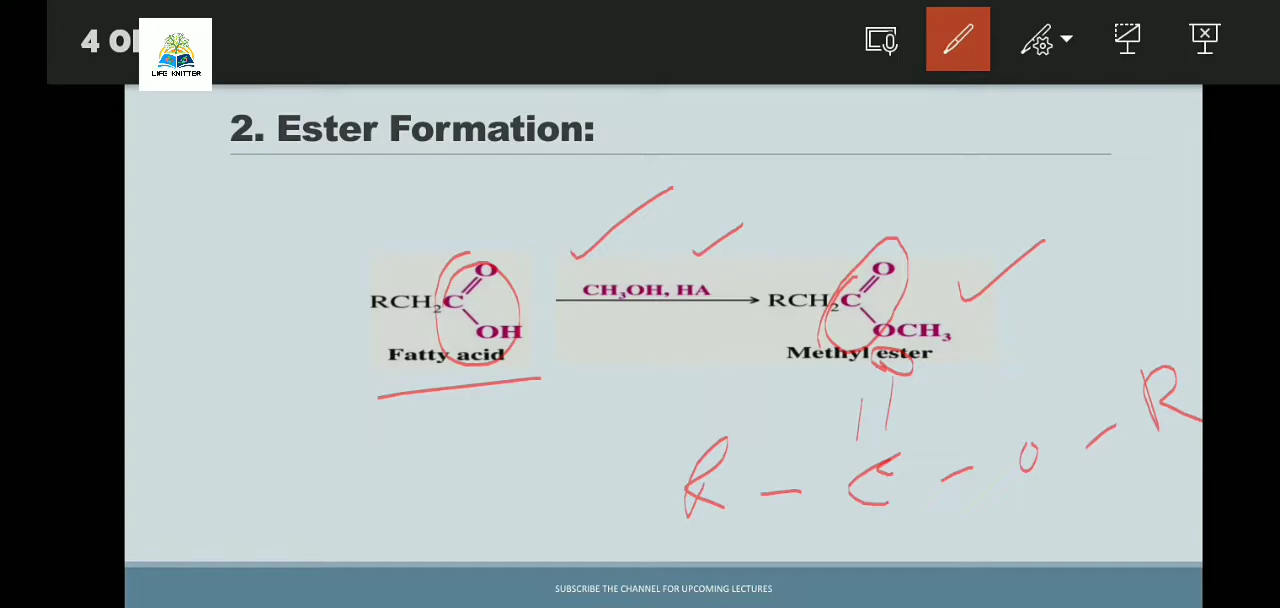 4 O
LIFE KNITTER
2. Ester Formation:
RCH₂C O OH
CH₃OH, HA
RCH₂C O OCH₃
Fatty acid
Methyl ester
O
R - C - O - R
SUBSCRIBE THE CHANNEL FOR UPCOMING LECTURES